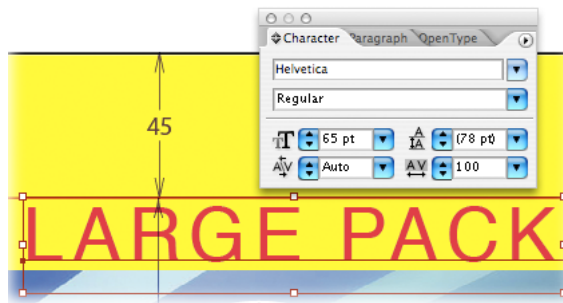 Character Paragraph OpenType
Helvetica
Regular
65 pt (78 pt)
Auto 100
45
LARGE PACK